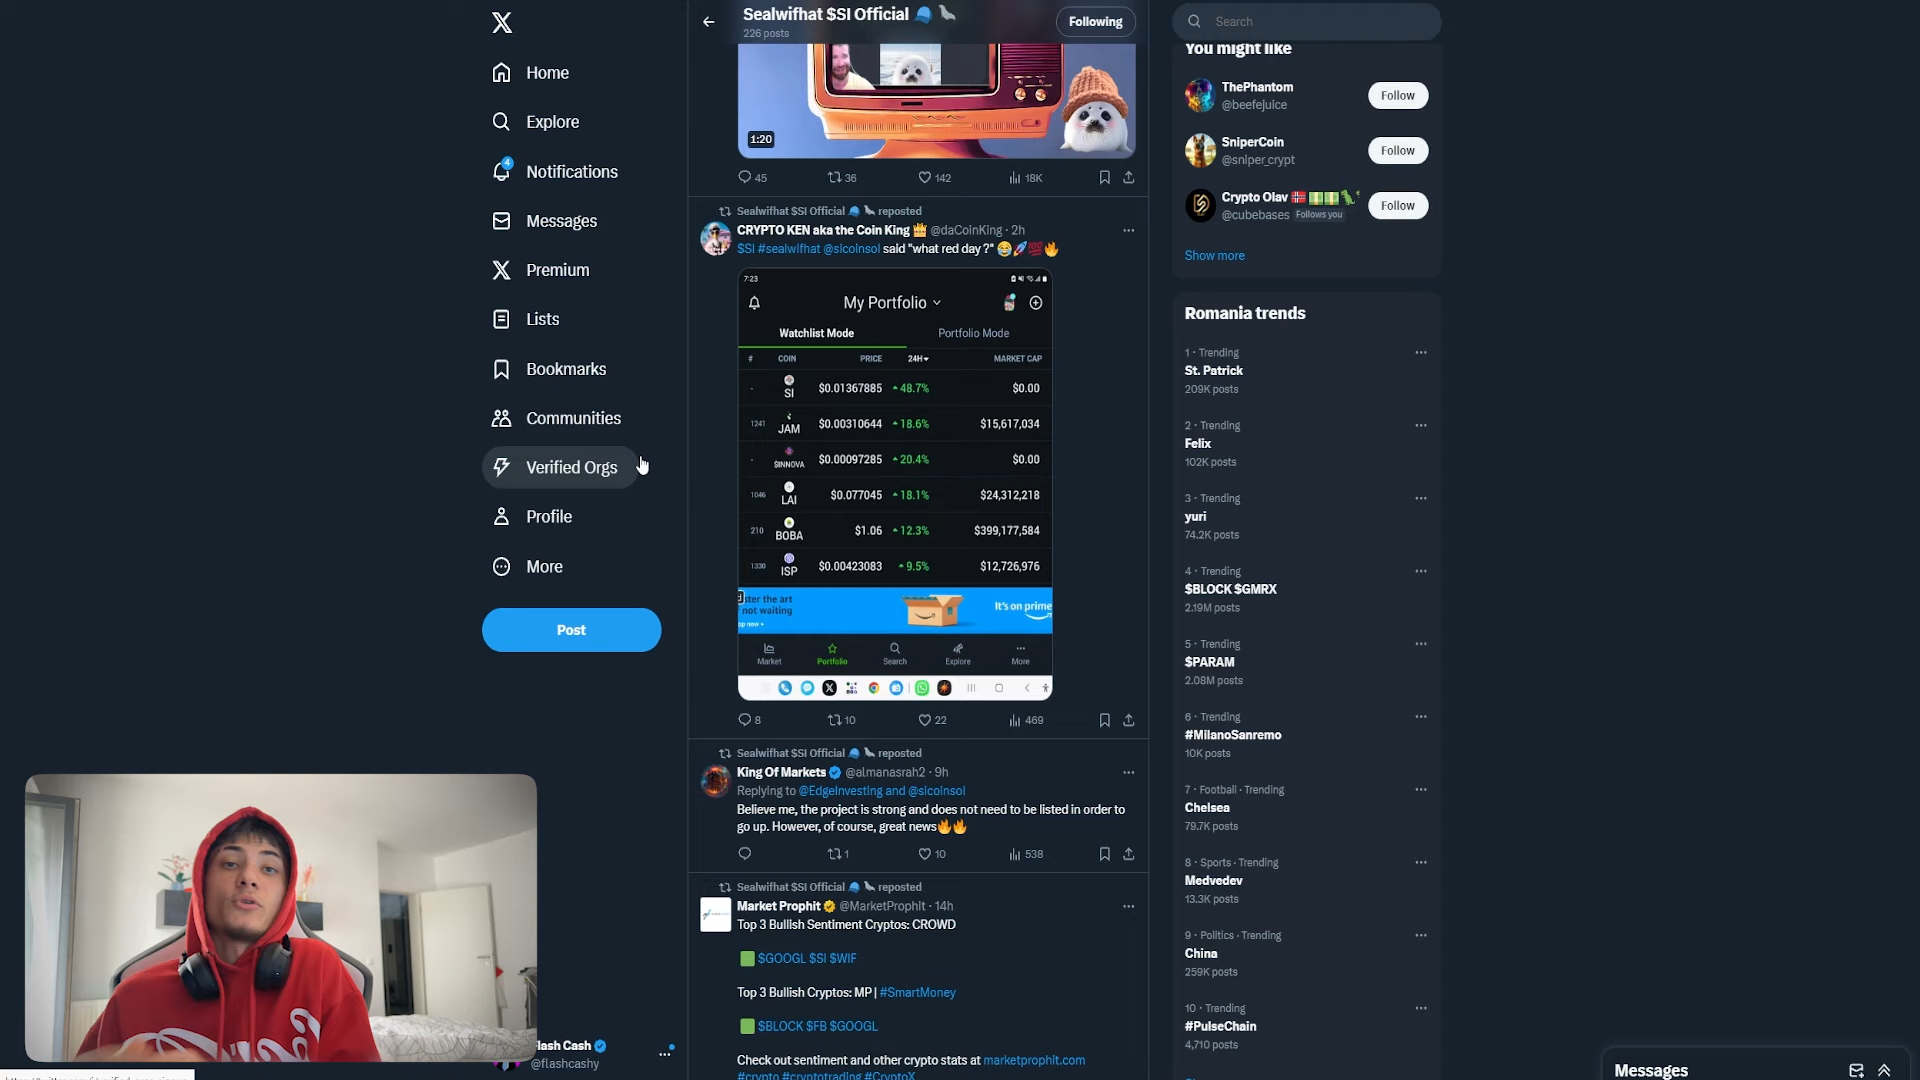 Home
Explore
4
Notifications
Messages
Premium
Lists
Bookmarks
Communities
Verified Orgs
Profile
More
Post
Flash Cash
@flashcashy
Sealwifhat $SI Official
226 posts
Following
1:20
45
36
142
18K
Sealwifhat $SI Official reposted
CRYPTO KEN aka the Coin King 👑 @daCoinKing · 2h
$SI #sealwifhat @sicoinsol said "what red day ?" 😂🚀💯🔥
7:23
My Portfolio
Watchlist Mode
Portfolio Mode
# COIN PRICE 24H MARKET CAP
- SI $0.01367885 48.7% $0.00
1241 JAM $0.00310644 18.6% $15,617,034
- $INNOVA $0.00097285 20.4% $0.00
1046 LAI $0.077045 18.1% $24,312,218
210 BOBA $1.06 12.3% $399,177,584
1330 ISP $0.00423083 9.5% $12,726,976
ster the art
not waiting
op now
It's on prime
Market
Portfolio
Search
Explore
More
8
10
22
469
Sealwifhat $SI Official reposted
King Of Markets @almanasrah2 · 9h
Replying to @EdgeInvesting and @sicoinsol
Believe me, the project is strong and does not need to be listed in order to
go up. However, of course, great news🔥🔥
1
10
538
Sealwifhat $SI Official reposted
Market Prophit @MarketProphit · 14h
Top 3 Bullish Sentiment Cryptos: CROWD
🟩 $GOOGL $SI $WIF
Top 3 Bullish Cryptos: MP | #SmartMoney
🟩 $BLOCK $FB $GOOGL
Check out sentiment and other crypto stats at marketprophit.com
#crypto #cryptotrading #CryptoX
Search
You might like
ThePhantom
@beefejuice
Follow
SniperCoin
@sniper_crypt
Follow
Crypto Olav
@cubebases Follows you
Follow
Show more
Romania trends
1 · Trending
St. Patrick
209K posts
2 · Trending
Felix
102K posts
3 · Trending
yuri
74.2K posts
4 · Trending
$BLOCK $GMRX
2.19M posts
5 · Trending
$PARAM
2.08M posts
6 · Trending
#MilanoSanremo
10K posts
7 · Football · Trending
Chelsea
79.7K posts
8 · Sports · Trending
Medvedev
13.3K posts
9 · Politics · Trending
China
259K posts
10 · Trending
#PulseChain
4,710 posts
Messages